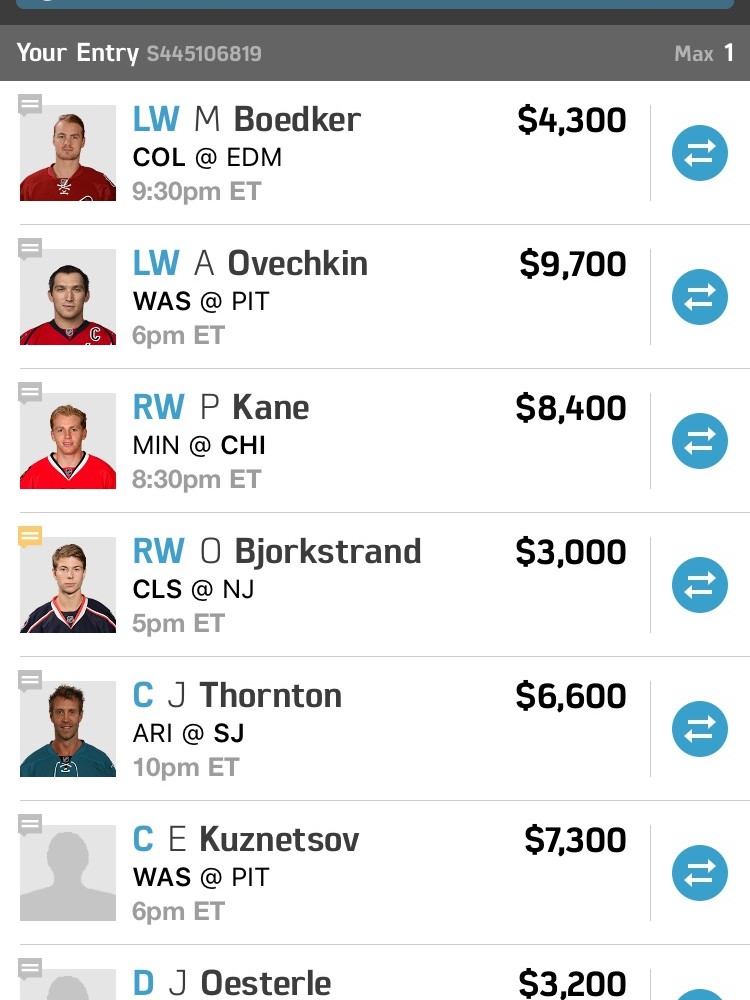 Your Entry S445106819 Max 1
LW M Boedker $4,300
COL @ EDM
9:30pm ET
LW A Ovechkin $9,700
WAS @ PIT
6pm ET
RW P Kane $8,400
MIN @ CHI
8:30pm ET
RW O Bjorkstrand $3,000
CLS @ NJ
5pm ET
C J Thornton $6,600
ARI @ SJ
10pm ET
C E Kuznetsov $7,300
WAS @ PIT
6pm ET
D J Oesterle $3,200